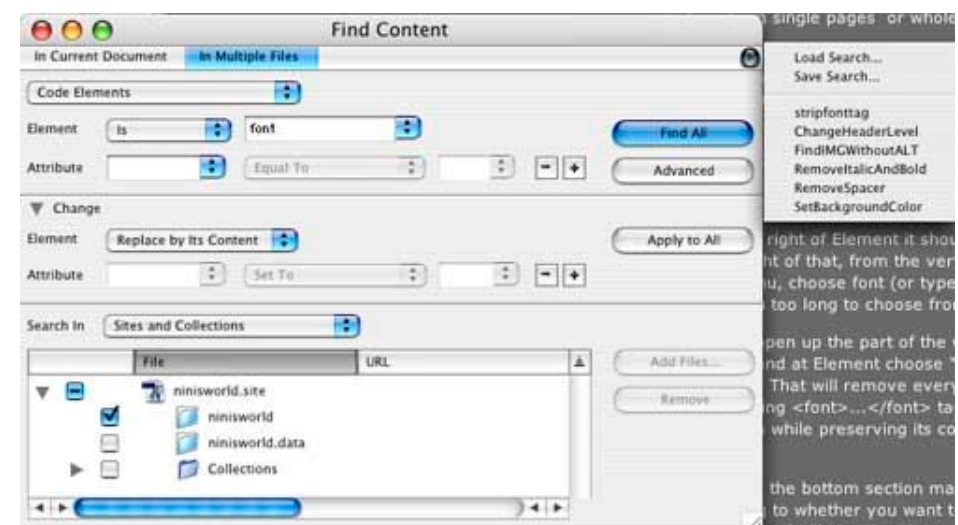 Find Content
In Current Document In Multiple Files
Code Elements
Element Is font
Find All
Attribute Equal To - +
Advanced
Change
Element Replace by Its Content
Apply to All
Attribute Set To - +
Search In Sites and Collections
File URL
Add Files...
Remove
ninisworld.site
ninisworld
ninisworld.data
Collections
single pages or whole
Load Search...
Save Search...
stripfonttag
ChangeHeaderLevel
FindIMGWithoutALT
RemoveItalicAndBold
RemoveSpacer
SetBackgroundColor
right of Element it shou
ht of that, from the ver
u, choose font (or type
too long to choose fro
pen up the part of the
nd at Element choose "
That will remove every
ng <font>...</font> ta
while preserving its co
the bottom section ma
to whether you want t